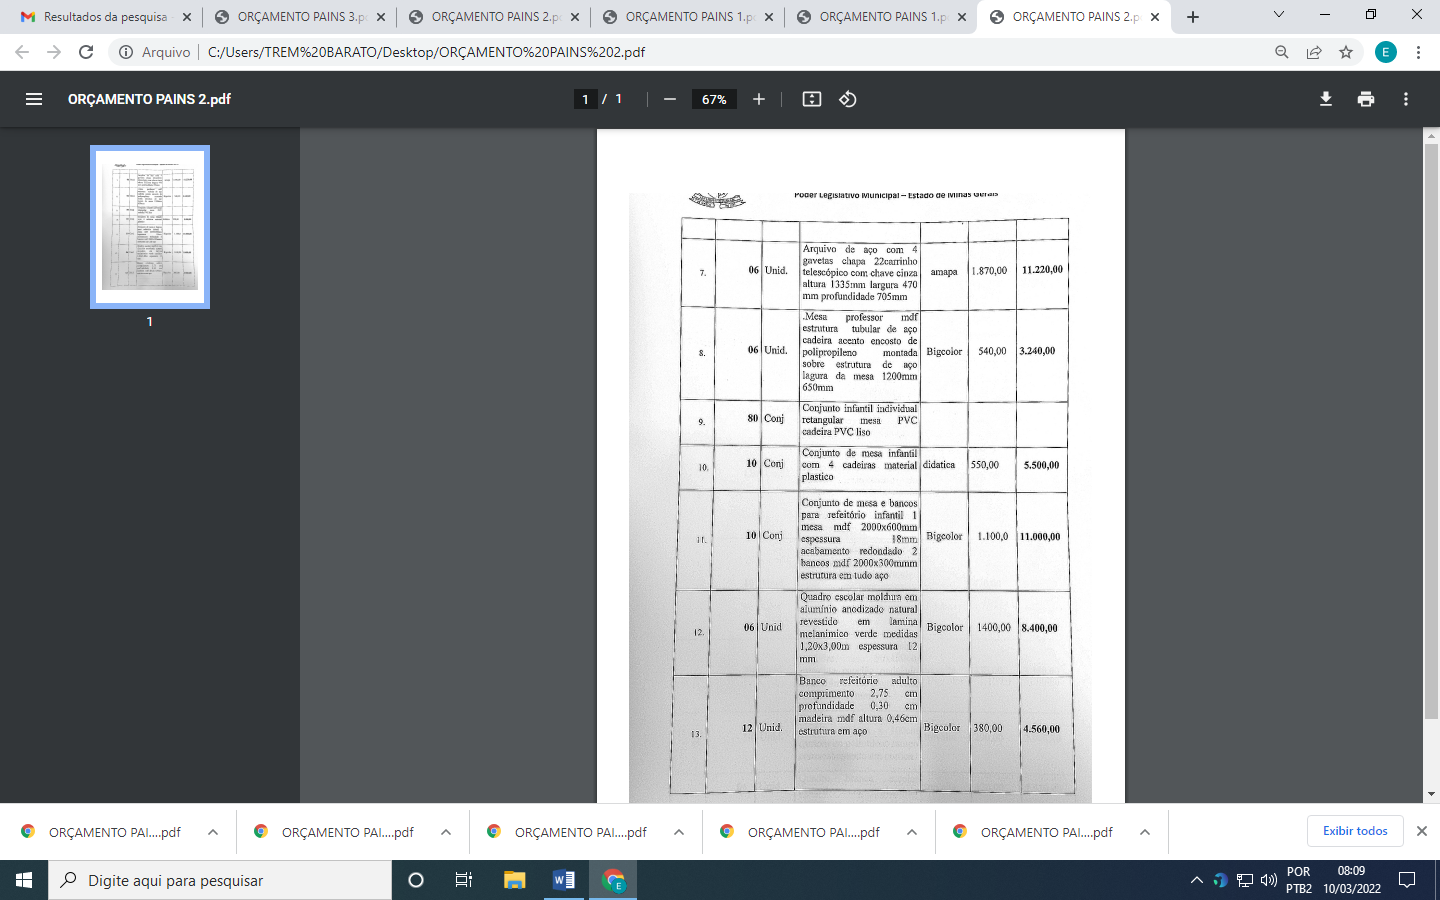 Resultados da pesquisa
ORÇAMENTO PAINS 3.p
ORÇAMENTO PAINS 2.p
ORÇAMENTO PAINS 1.p
ORÇAMENTO PAINS 1.p
ORÇAMENTO PAINS 2.p
Arquivo
C:/Users/TREM%20BARATO/Desktop/ORÇAMENTO%20PAINS%202.pdf
E
ORÇAMENTO PAINS 2.pdf
1 / 1
67%
1
Poder Legislativo Municipal – Estado de Minas Gerais
7. 06 Unid. Arquivo de aço com 4
gavetas chapa 22carrinho
telescópico com chave cinza
altura 1335mm largura 470
mm profundidade 705mm
amapa 1.870,00 11.220,00
8. 06 Unid. .Mesa professor mdf
estrutura tubular de aço
cadeira acento encosto de
polipropileno montada
sobre estrutura de aço
lagura da mesa 1200mm
650mm
Bigcolor 540,00 3.240,00
9. 80 Conj Conjunto infantil individual
retangular mesa PVC
cadeira PVC liso
10. 10 Conj Conjunto de mesa infantil
com 4 cadeiras material
plastico
didatica 550,00 5.500,00
11. 10 Conj Conjunto de mesa e bancos
para refeitório infantil 1
mesa mdf 2000x600mm
espessura 18mm
acabamento redondado 2
bancos mdf 2000x300mmm
estrutura em tudo aço
Bigcolor 1.100,0 11.000,00
12. 06 Unid Quadro escolar moldura em
alumínio anodizado natural
revestido em lamina
melanimico verde medidas
1,20x3,00m espessura 12
mm
Bigcolor 1400,00 8.400,00
13. 12 Unid. Banco refeitório adulto
comprimento 2,75 cm
profundidade 0,30 cm
madeira mdf altura 0,46cm
estrutura em aço
Bigcolor 380,00 4.560,00
ORÇAMENTO PAI....pdf
ORÇAMENTO PAI....pdf
ORÇAMENTO PAI....pdf
ORÇAMENTO PAI....pdf
ORÇAMENTO PAI....pdf
Exibir todos
Digite aqui para pesquisar
E
POR
PTB2
08:09
10/03/2022